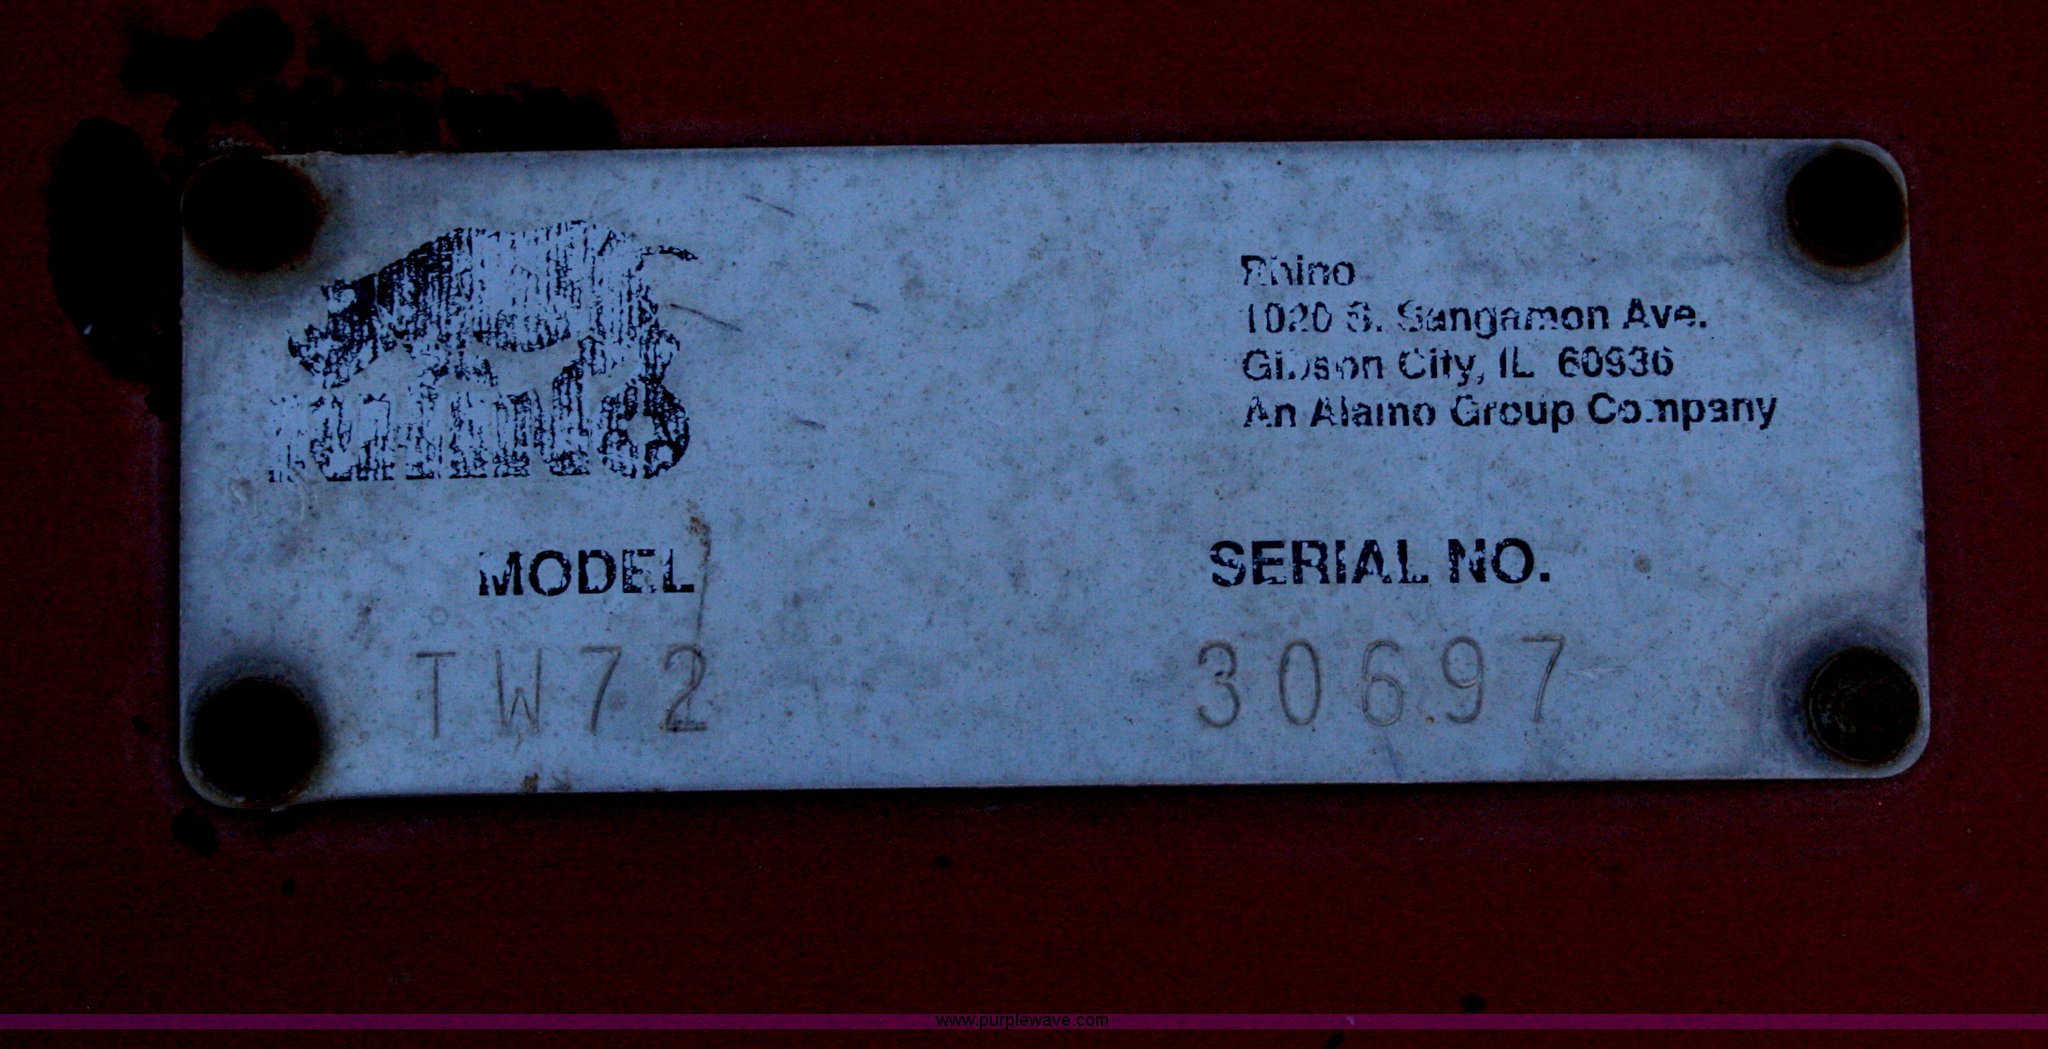 rhino
Rhino
1020 S. Sangamon Ave.
Gibson City, IL 60936
An Alamo Group Company
MODEL
SERIAL NO.
TW72
30697
www.purplewave.com